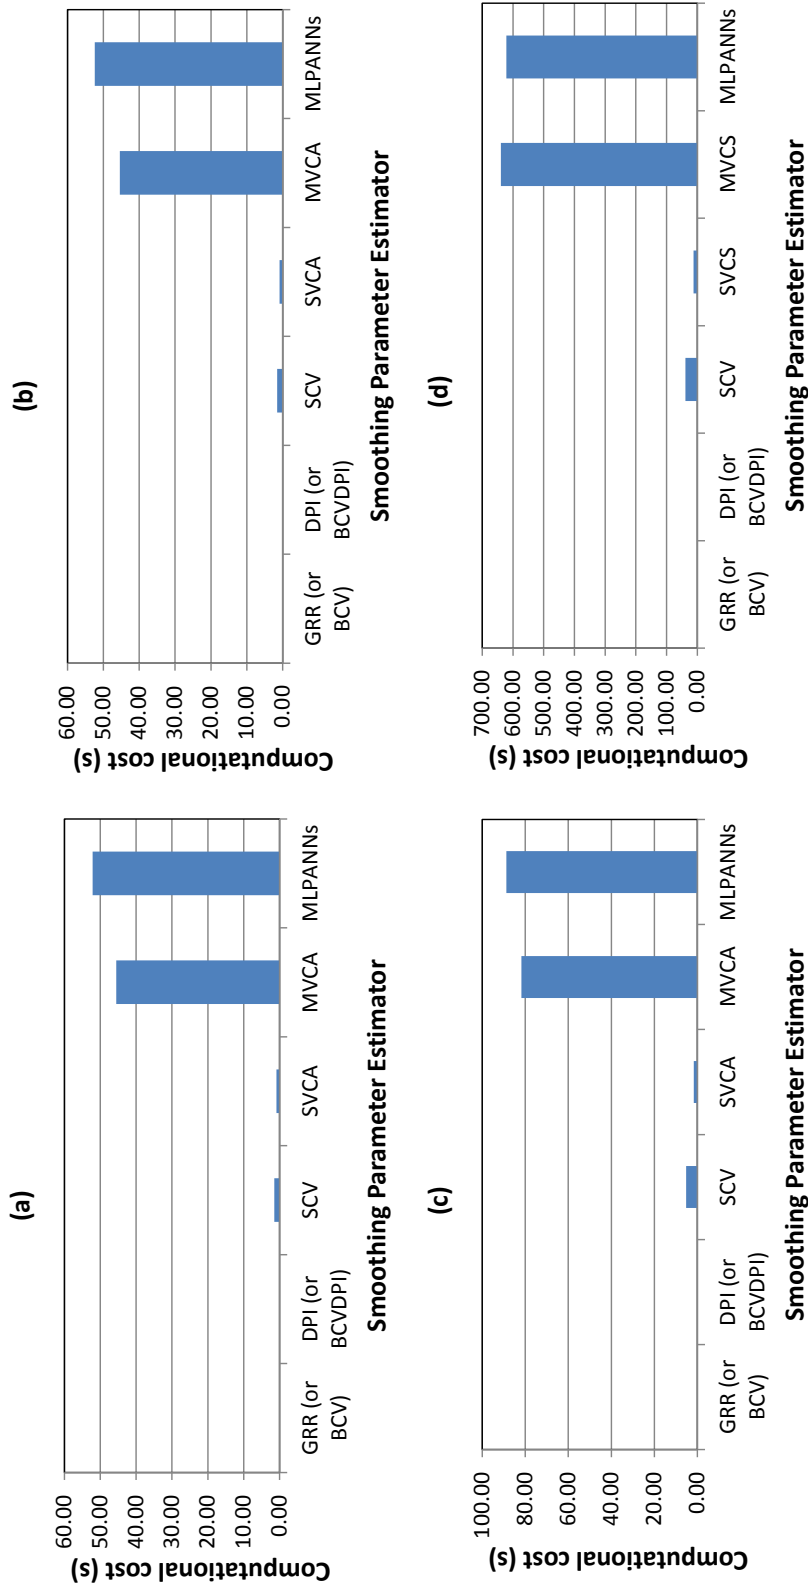 (a)
Computational cost (s)
60.00
50.00
40.00
30.00
20.00
10.00
0.00
GRR (or
BCV)
DPI (or
BCVDPI)
SCV
SVCA
MVCA
MLPANNs
Smoothing Parameter Estimator
(b)
Computational cost (s)
60.00
50.00
40.00
30.00
20.00
10.00
0.00
GRR (or
BCV)
DPI (or
BCVDPI)
SCV
SVCA
MVCA
MLPANNs
Smoothing Parameter Estimator
(c)
Computational cost (s)
100.00
80.00
60.00
40.00
20.00
0.00
GRR (or
BCV)
DPI (or
BCVDPI)
SCV
SVCA
MVCA
MLPANNs
Smoothing Parameter Estimator
(d)
Computational cost (s)
700.00
600.00
500.00
400.00
300.00
200.00
100.00
0.00
GRR (or
BCV)
DPI (or
BCVDPI)
SCV
SVCS
MVCS
MLPANNs
Smoothing Parameter Estimator